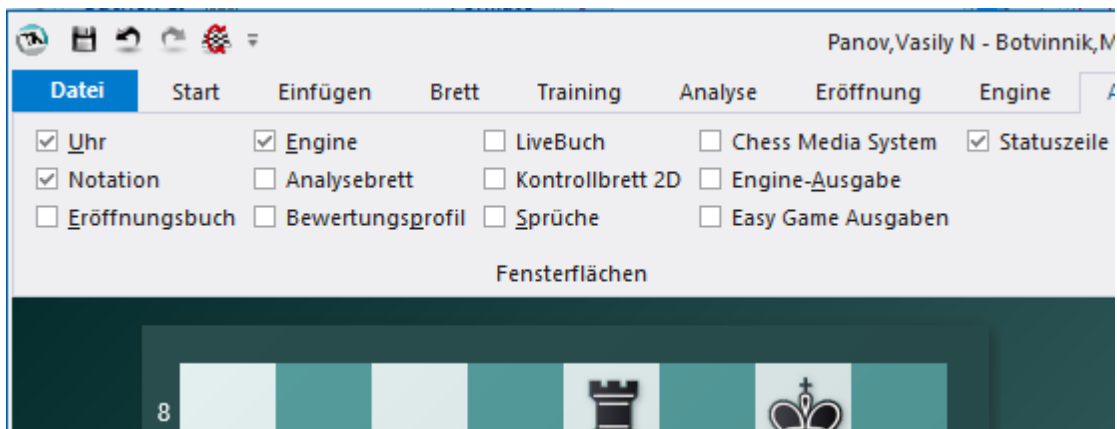 Panov,Vasily N - Botvinnik,M
Datei Start Einfügen Brett Training Analyse Eröffnung Engine A
Uhr Engine LiveBuch Chess Media System Statuszeile
Notation Analysebrett Kontrollbrett 2D Engine-Ausgabe
Eröffnungsbuch Bewertungsprofil Sprüche Easy Game Ausgaben
Fensterflächen
8